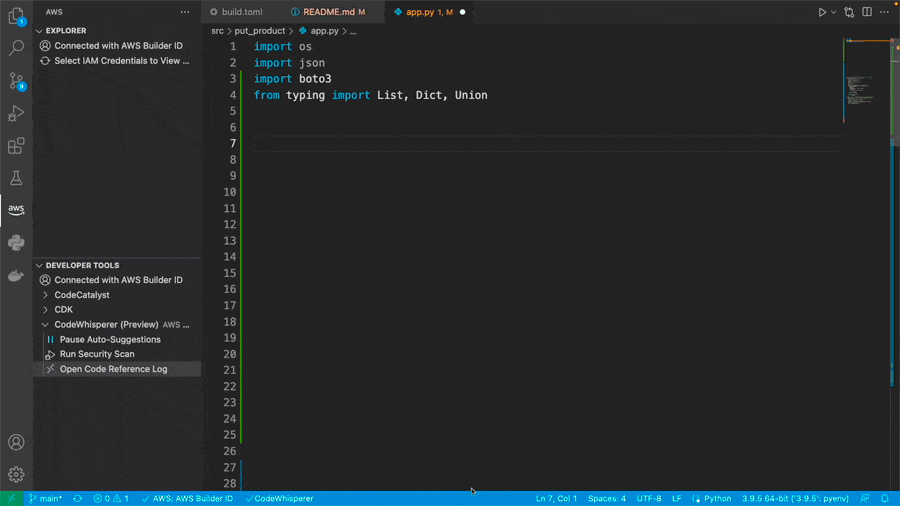 AWS
build.toml
README.md M
app.py 1, M
EXPLORER
Connected with AWS Builder ID
Select IAM Credentials to View ...
src > put_product > app.py > ...
1 import os
2 import json
3 import boto3
4 from typing import List, Dict, Union
5
6
7
8
9
10
11
12
13
14
15
16
17
18
19
20
21
22
23
24
25
26
27
28
1
9
aws
DEVELOPER TOOLS
Connected with AWS Builder ID
CodeCatalyst
CDK
CodeWhisperer (Preview) AWS ...
Pause Auto-Suggestions
Run Security Scan
Open Code Reference Log
main* 0 1 AWS: AWS Builder ID CodeWhisperer Ln 7, Col 1 Spaces: 4 UTF-8 LF Python 3.9.5 64-bit ('3.9.5': pyenv)